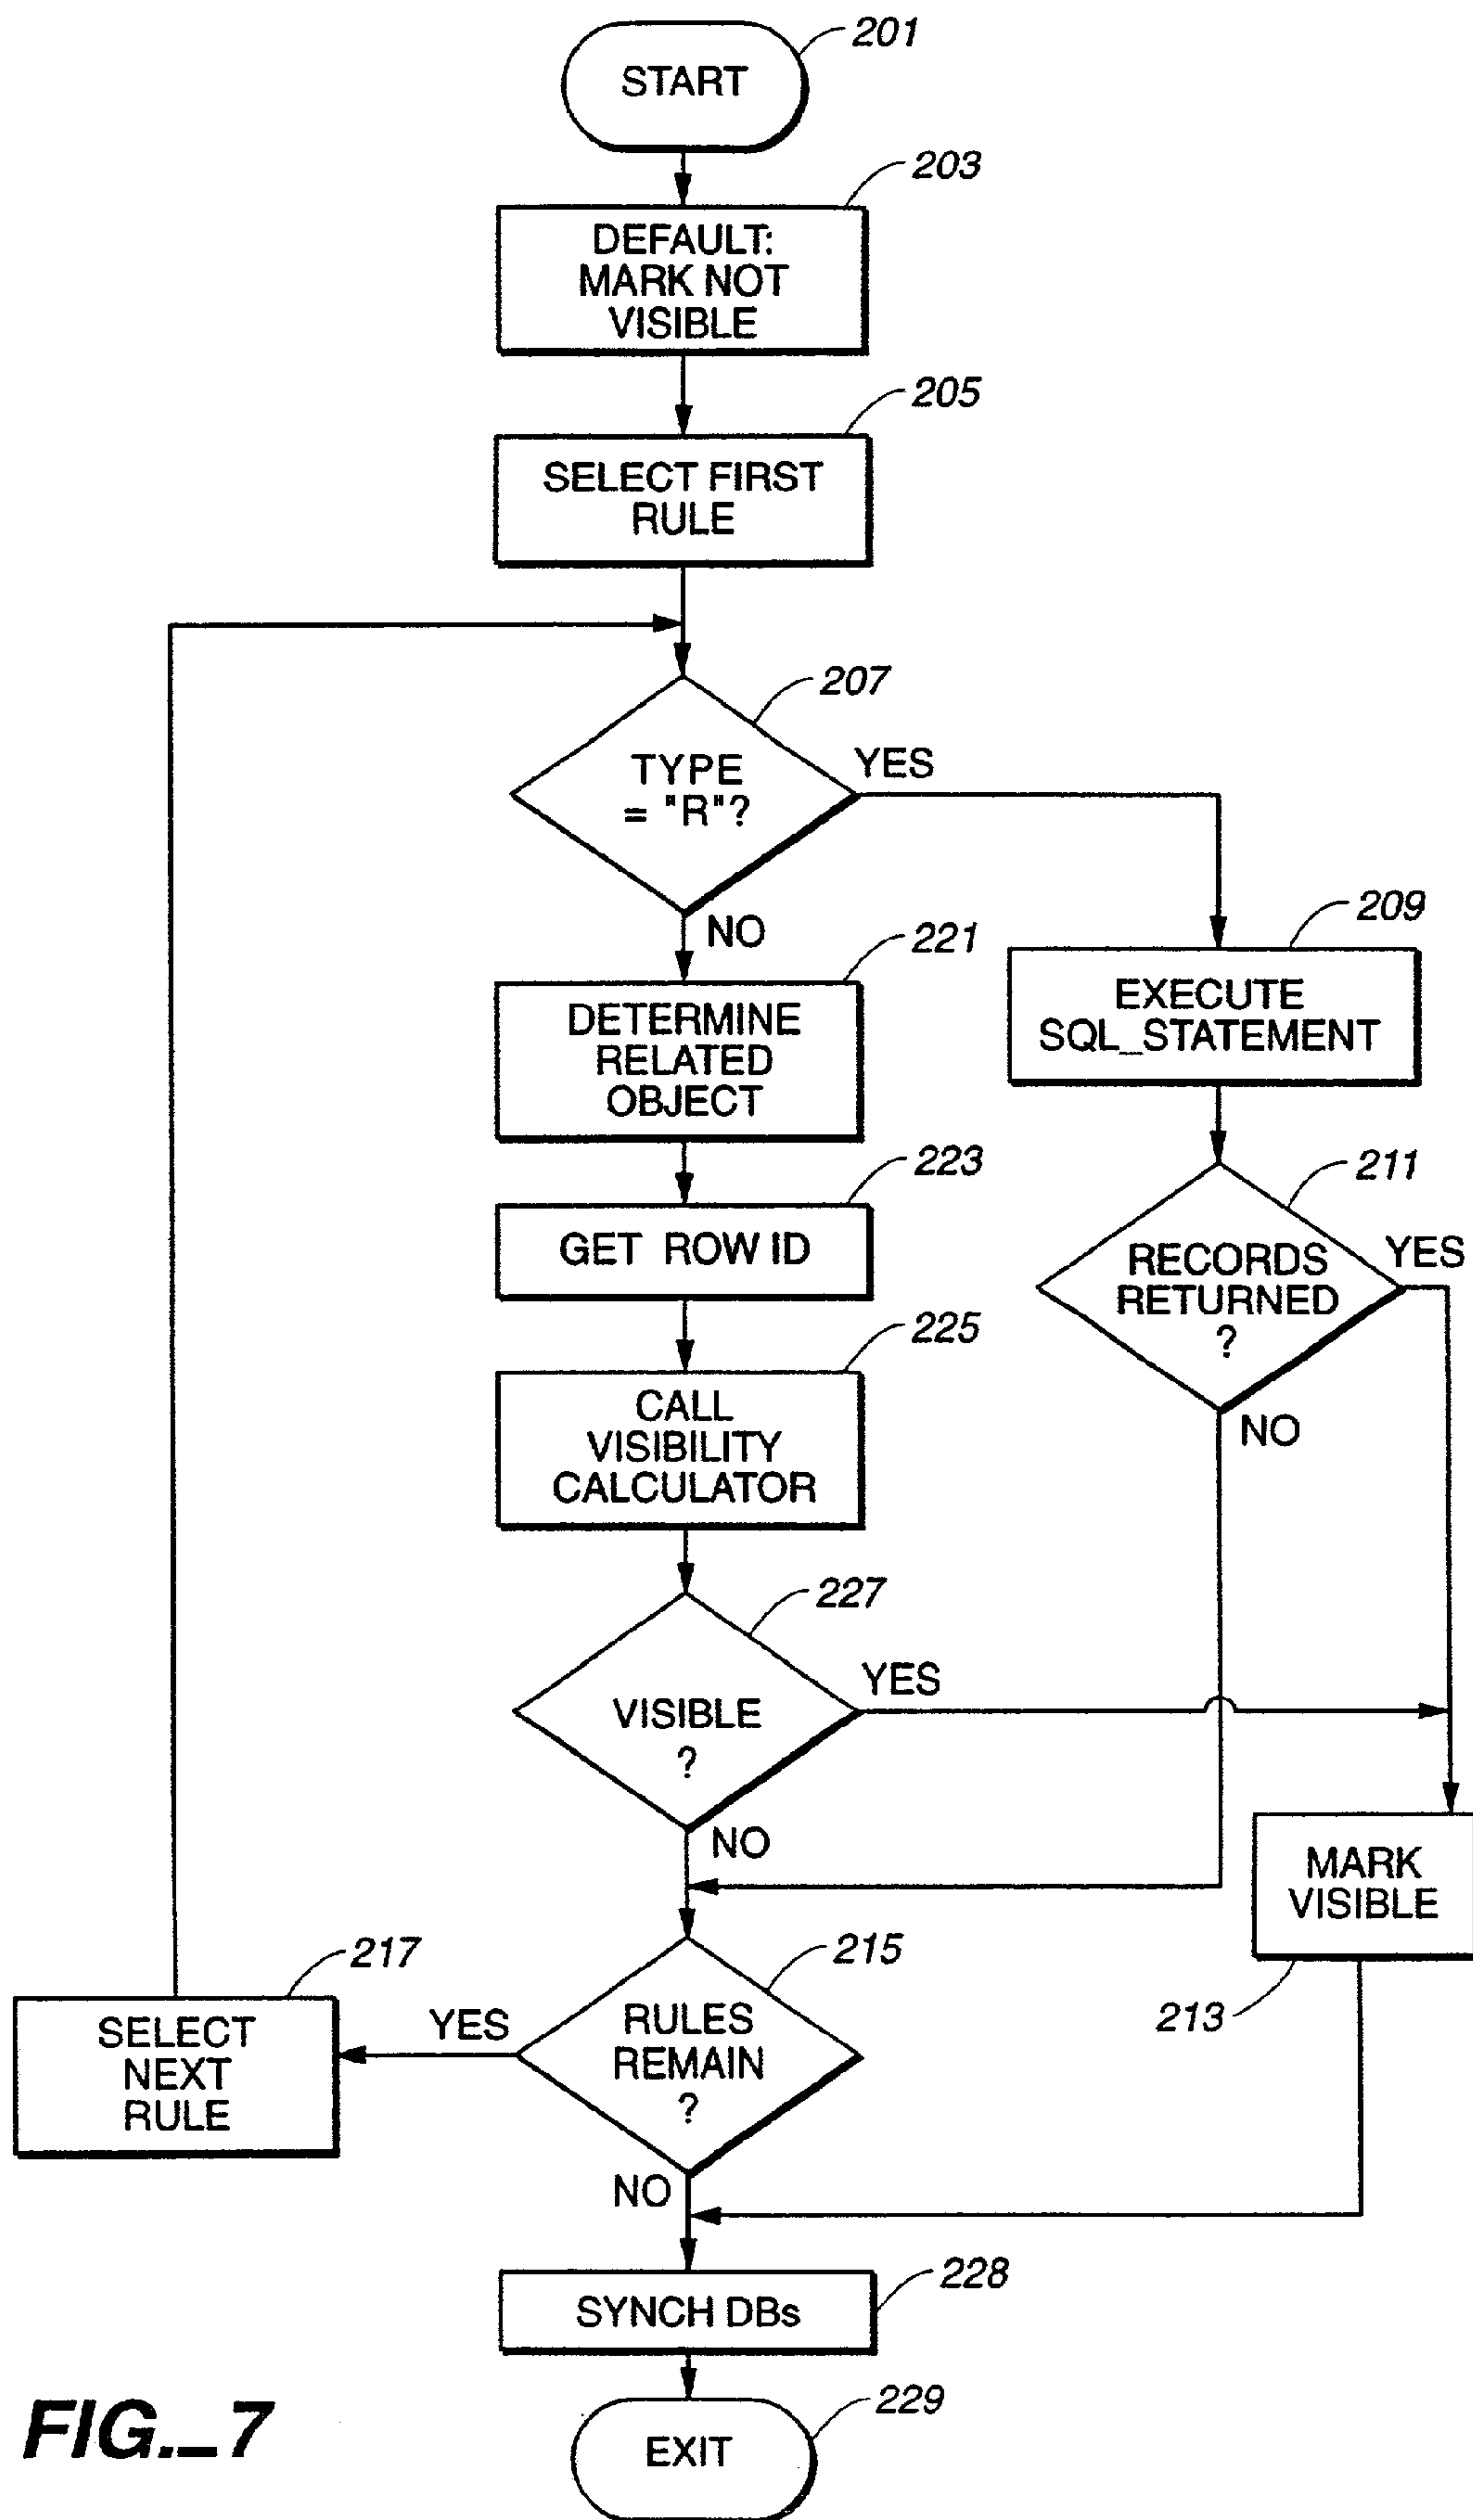 201
START
203
DEFAULT:
MARK NOT
VISIBLE
205
SELECT FIRST
RULE
207
TYPE
= "R"?
YES
NO
209
EXECUTE
SQL_STATEMENT
221
DETERMINE
RELATED
OBJECT
211
RECORDS
RETURNED
?
YES
NO
223
GET ROW ID
225
CALL
VISIBILITY
CALCULATOR
227
VISIBLE
?
YES
NO
MARK
VISIBLE
213
215
RULES
REMAIN
?
YES
NO
217
SELECT
NEXT
RULE
228
SYNCH DBs
229
EXIT
FIG._7